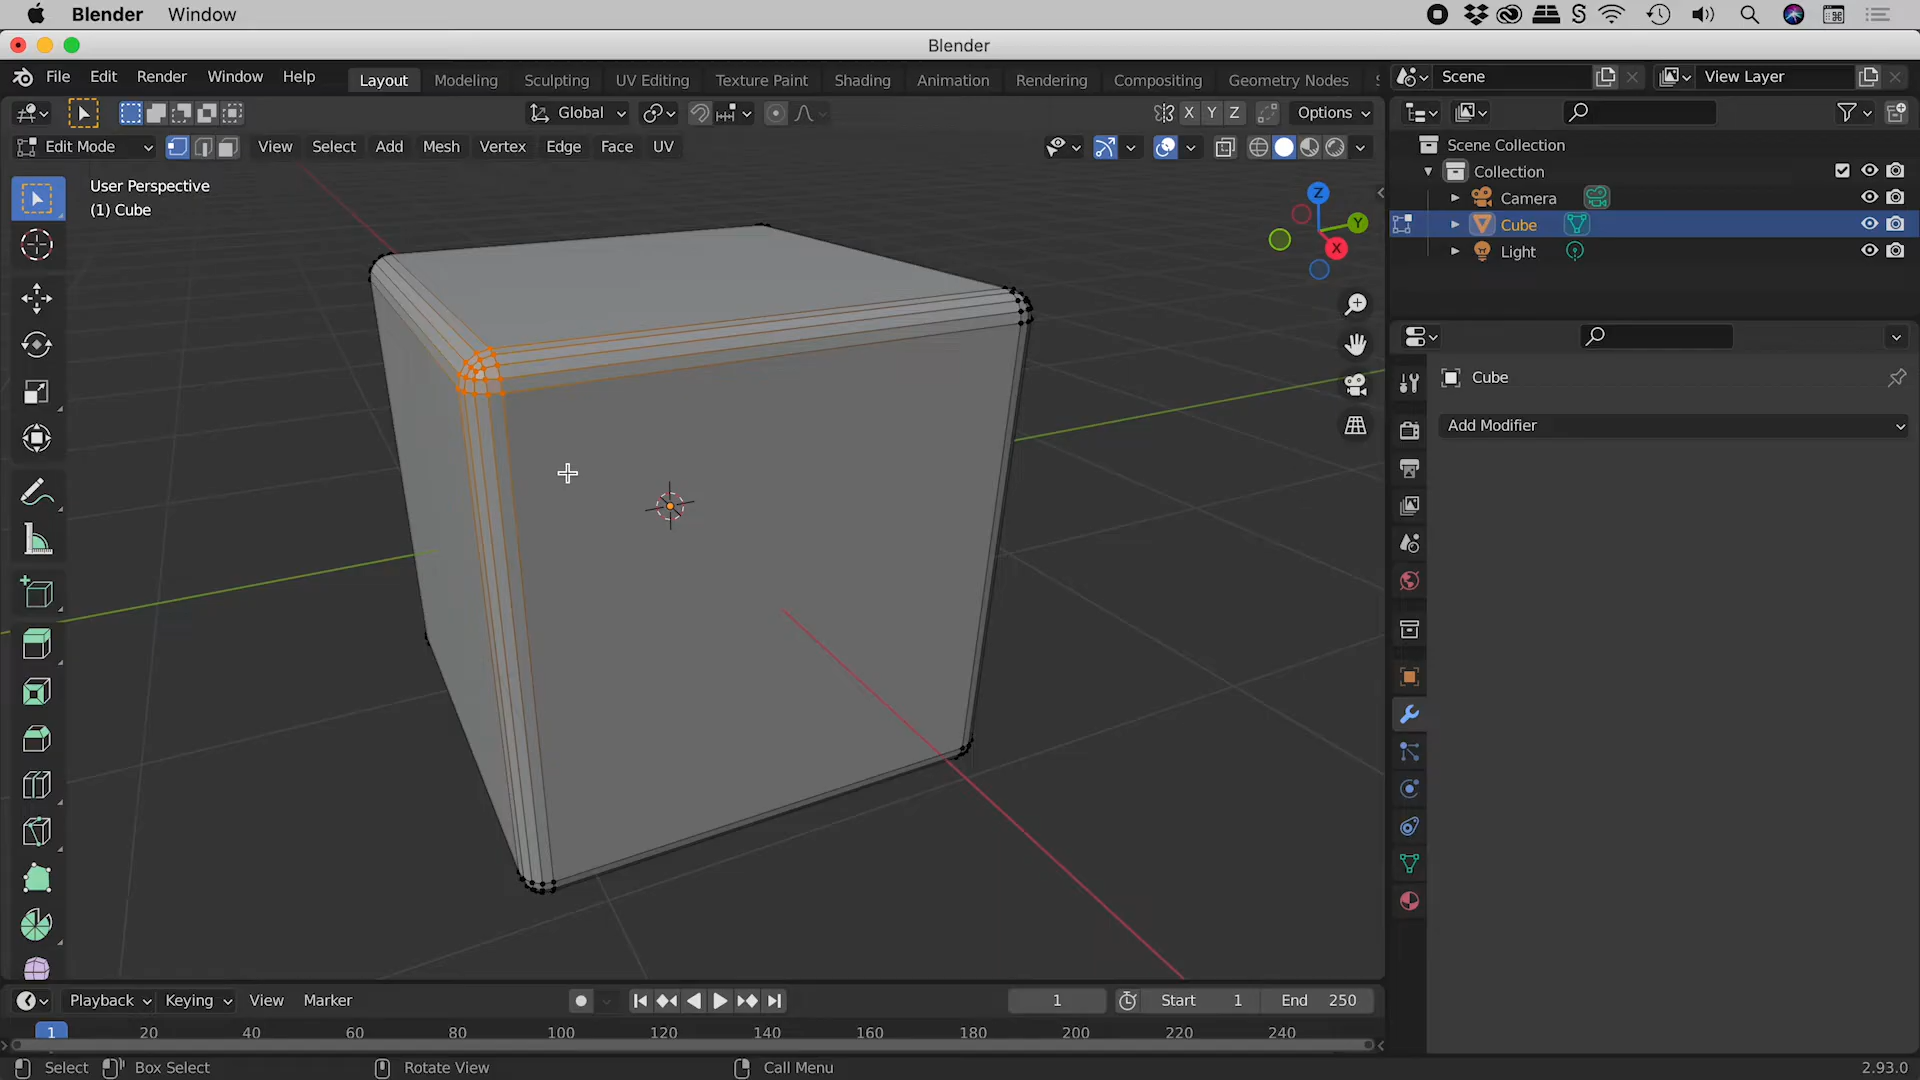 Blender Window
Blender
File Edit Render Window Help Layout Modeling Sculpting UV Editing Texture Paint Shading Animation Rendering Compositing Geometry Nodes Scene View Layer
Global X Y Z Options
Edit Mode View Select Add Mesh Vertex Edge Face UV
Scene Collection
Collection
User Perspective
(1) Cube
Camera
Cube
Light
Z
Y
X
Cube
Add Modifier
Playback Keying View Marker 1 Start 1 End 250
1 20 40 60 80 100 120 140 160 180 200 220 240
Select Box Select Rotate View Call Menu 2.93.0